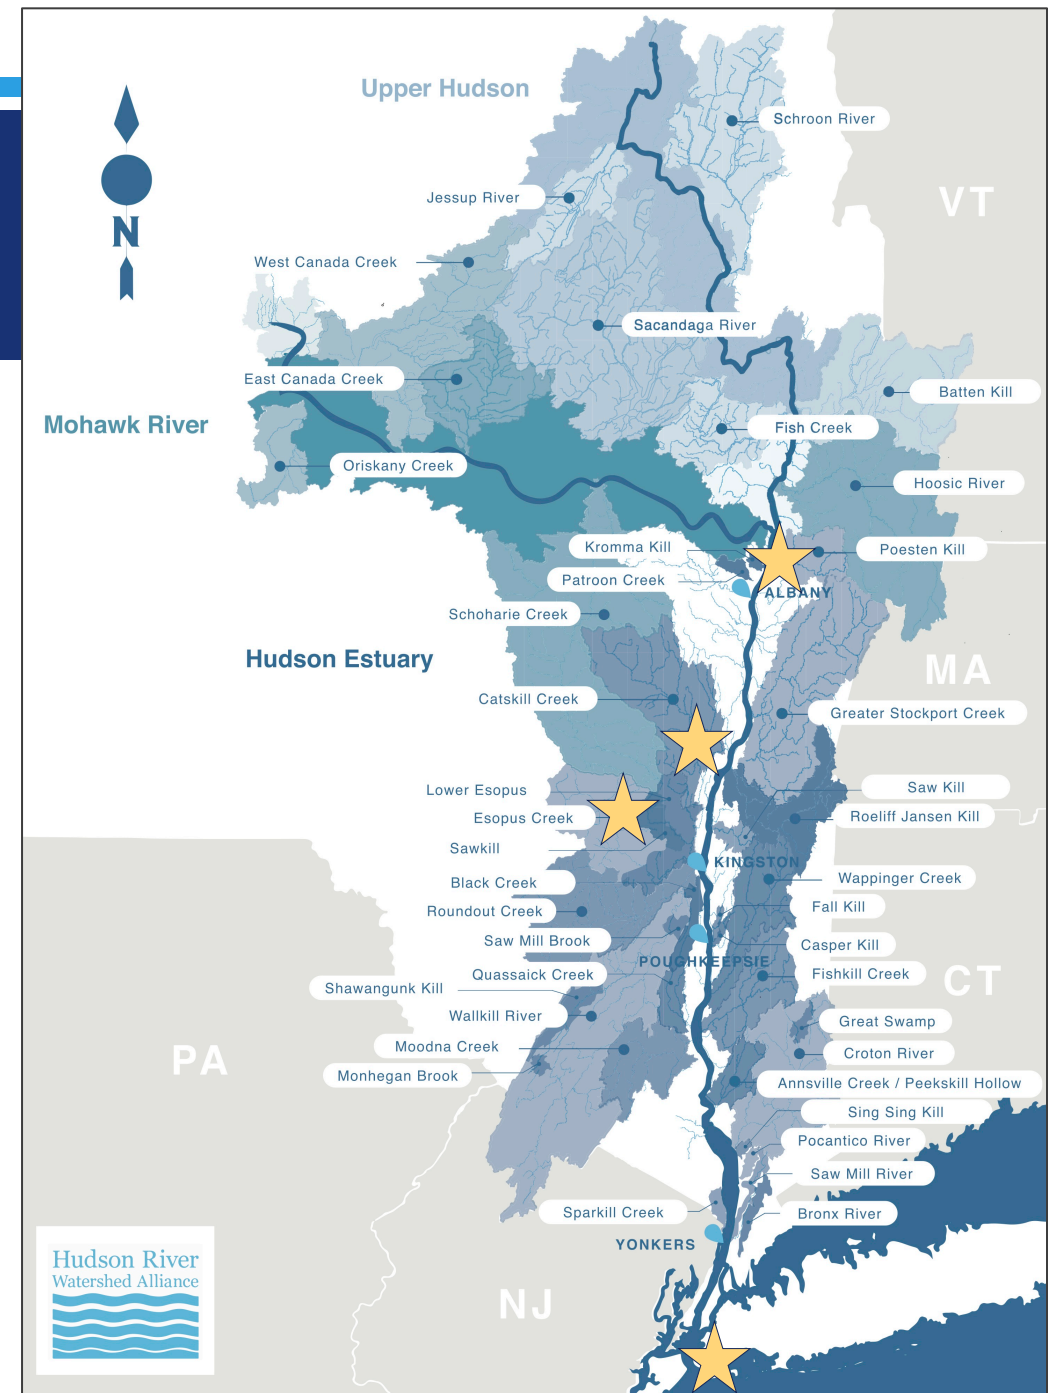 Upper Hudson
Schroon River
VT
Jessup River
N
West Canada Creek
Sacandaga River
East Canada Creek
Batten Kill
Mohawk River
Fish Creek
Oriskany Creek
Hoosic River
Kromma Kill
Poesten Kill
Patroon Creek
ALBANY
Schoharie Creek
Hudson Estuary
MA
Catskill Creek
Greater Stockport Creek
Lower Esopus
Saw Kill
Esopus Creek
Roeliff Jansen Kill
Sawkill
KINGSTON
Black Creek
Wappinger Creek
Roundout Creek
Fall Kill
Saw Mill Brook
Casper Kill
POUGHKEEPSIE
Quassaick Creek
Fishkill Creek
CT
Shawangunk Kill
Wallkill River
Great Swamp
Moodna Creek
Croton River
PA
Monhegan Brook
Annsville Creek / Peekskill Hollow
Sing Sing Kill
Pocantico River
Saw Mill River
Sparkill Creek
Bronx River
YONKERS
Hudson River
Watershed Alliance
NJ